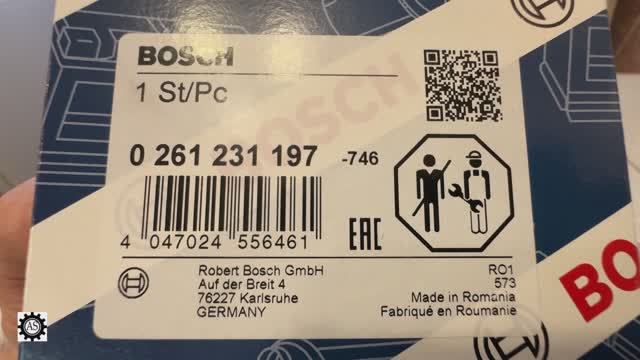 BOSCH
1 St/Pc
0 261 231 197 -746
4 047024 556461
EAC
Robert Bosch GmbH
Auf der Breit 4
76227 Karlsruhe
GERMANY
RO1
573
Made in Romania
Fabriqué en Roumanie
BOSCH
B
AS